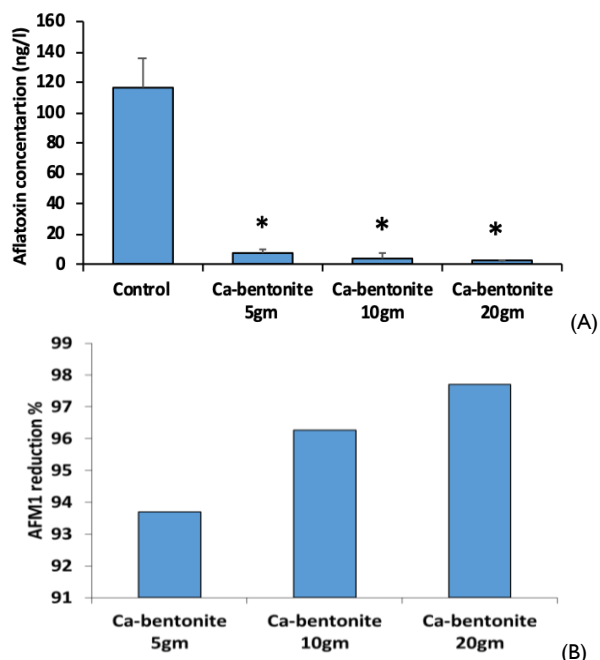 Aflatoxin concentartion (ng/l)
160
140
120
100
80
60
40
20
0
*
*
*
Control
Ca-bentonite
5gm
Ca-bentonite
10gm
Ca-bentonite
20gm
(A)
AFM1 reduction %
99
98
97
96
95
94
93
92
91
Ca-bentonite
5gm
Ca-bentonite
10gm
Ca-bentonite
20gm
(B)